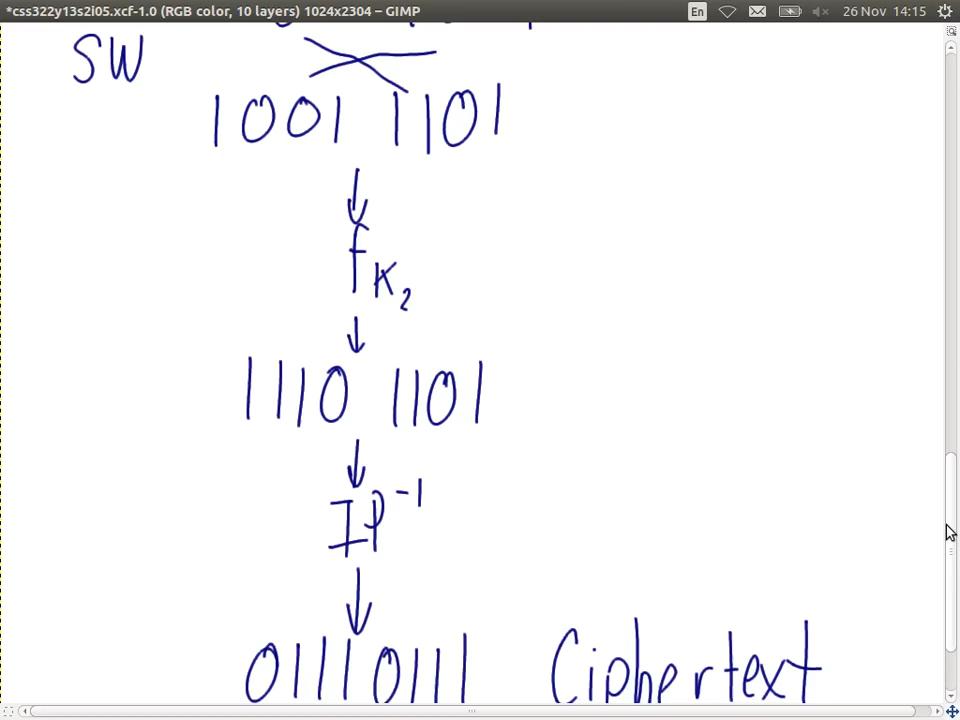 *css322y13s2i05.xcf-1.0 (RGB color, 10 layers) 1024x2304 – GIMP
En 26 Nov 14:15
SW
1001 1101
fK₂
1110 1101
IP⁻¹
01110111 Ciphertext